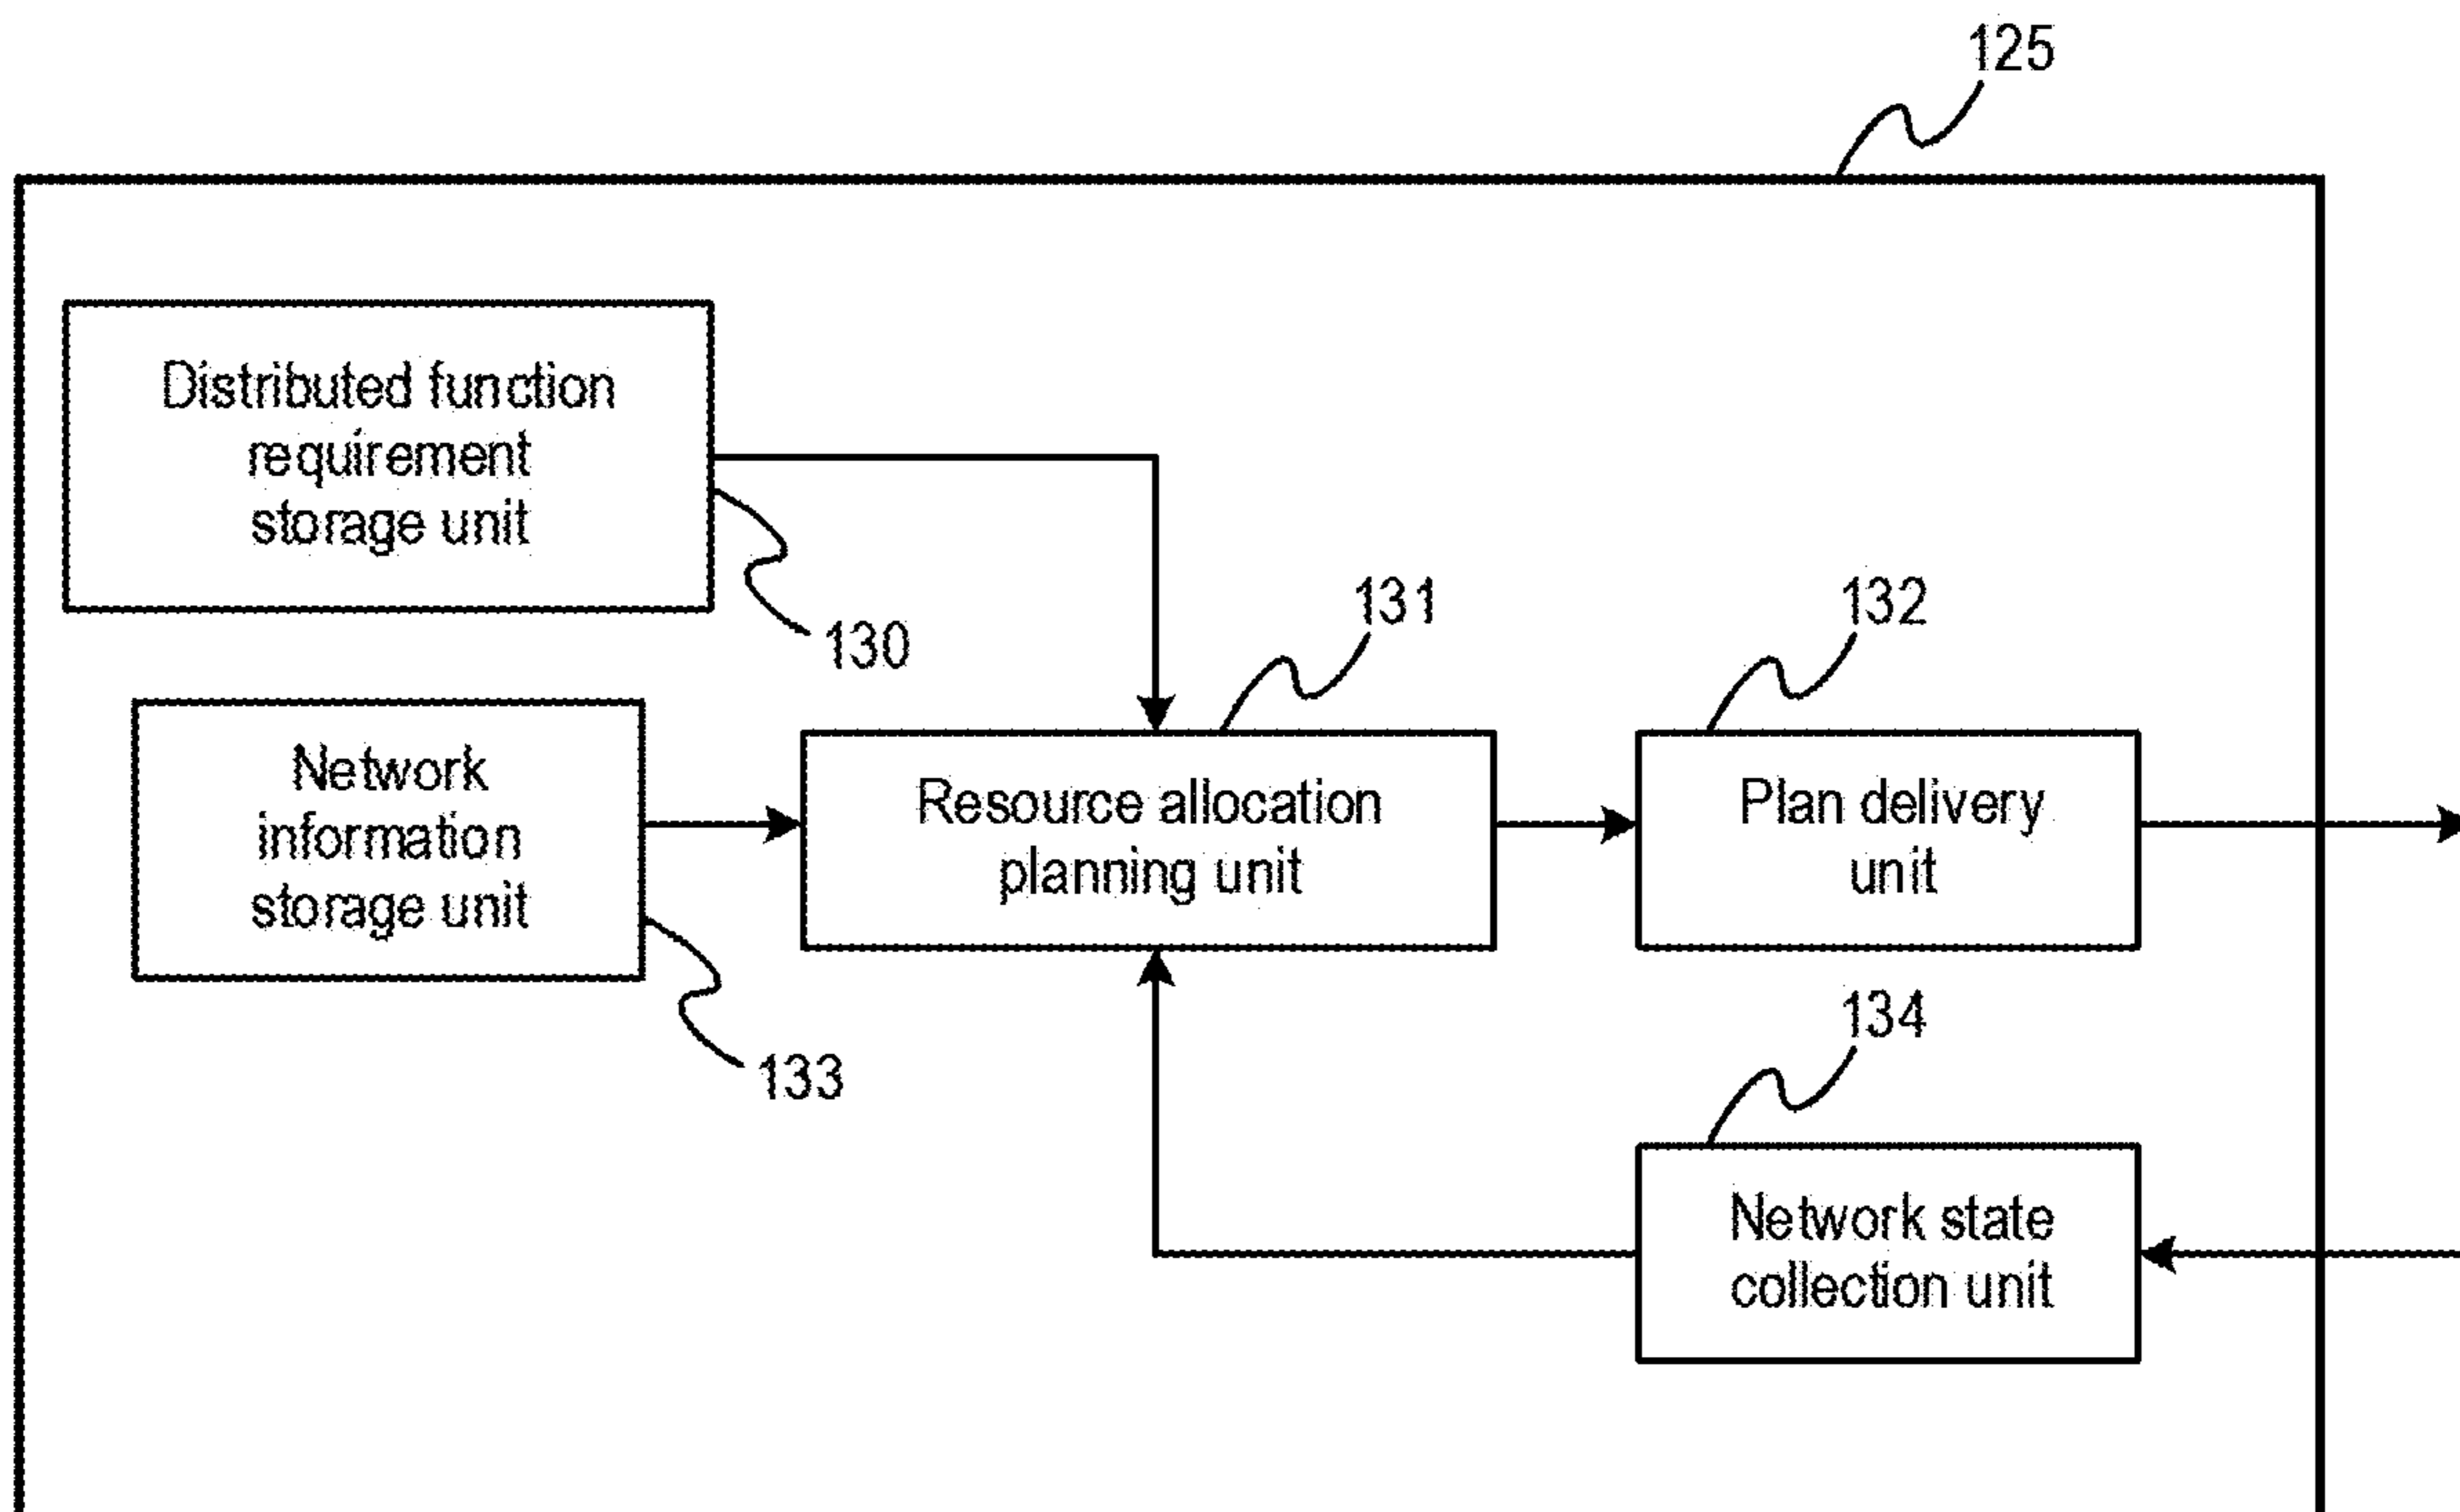 125
Distributed function
requirement
storage unit
130
131
132
Network
information
storage unit
Resource allocation
planning unit
Plan delivery
unit
133
134
Network state
collection unit